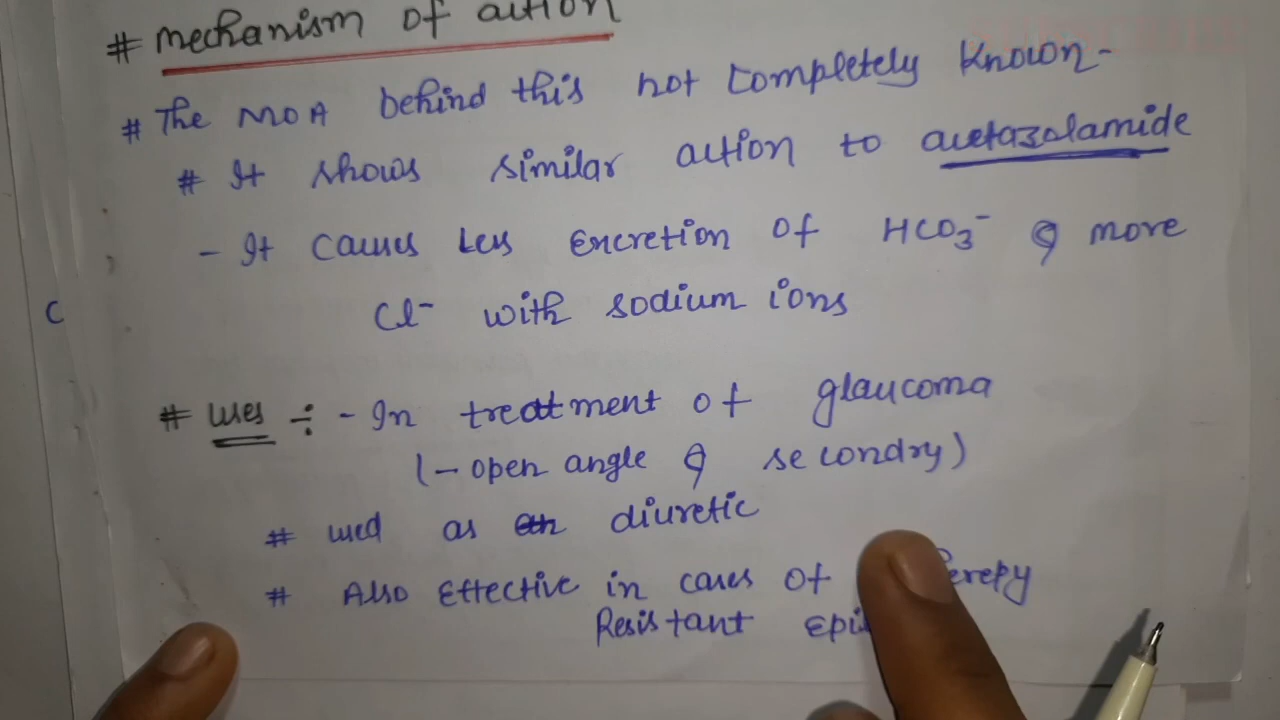 # mechanism of action
# The MOA behind this not completely known-
# It shows similar action to acetazolamide
- It causes less excretion of HCO₃⁻ & more
Cl⁻ with sodium ions
C
# Uses ÷ - In treatment of glaucoma
(- open angle & secondry)
# used as diuretic
# Also Effective in cases of
Resistant